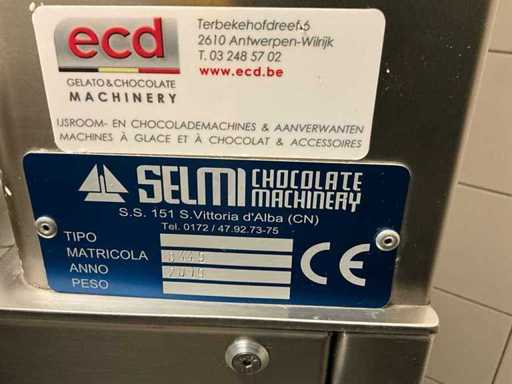 ecd
GELATO & CHOCOLATE
MACHINERY
Terbekehofdreef 6
2610 Antwerpen-Wilrijk
T. 03 248 57 02
www.ecd.be
IJSROOM- EN CHOCOLADEMACHINES & AANVERWANTEN
MACHINES À GLACE ET À CHOCOLAT & ACCESSOIRES
SELMI CHOCOLATE MACHINERY
S.S. 151 S.Vittoria d'Alba (CN)
Tel. 0172 / 47.92.73-75
TIPO
MATRICOLA
ANNO
PESO
CE